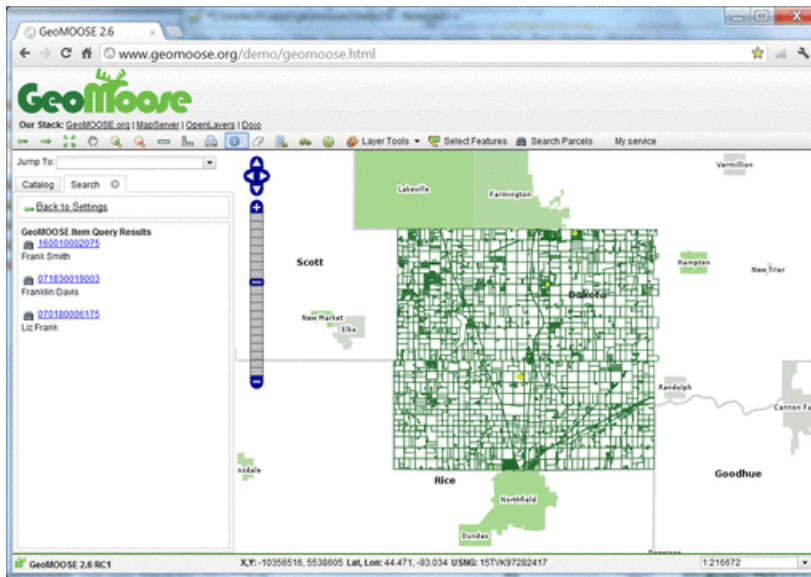 GeoMOOSE 2.6
www.geomoose.org/demo/geomoose.html
GeoMoose
Our Stack: GeoMOOSE.org | MapServer | OpenLayers | Dojo
Layer Tools Select Features Search Parcels My service
Jump To:
Catalog Search
Back to Settings
GeoMOOSE Item Query Results
160010002075
Frank Smith
071830019003
Franklin Davis
070180006175
Liz Frank
Lakeville
Farmington
Vermillion
Scott
Hampton
New Trier
Dakota
New Market
Elko
Randolph
Cannon Fa
nsdale
Rice
Goodhue
Northfield
Dundas
GeoMOOSE 2.6 RC1
X,Y: -10356516, 5538605 Lat, Lon: 44.471, -93.034 USNG: 15TVK97282417
1:216672